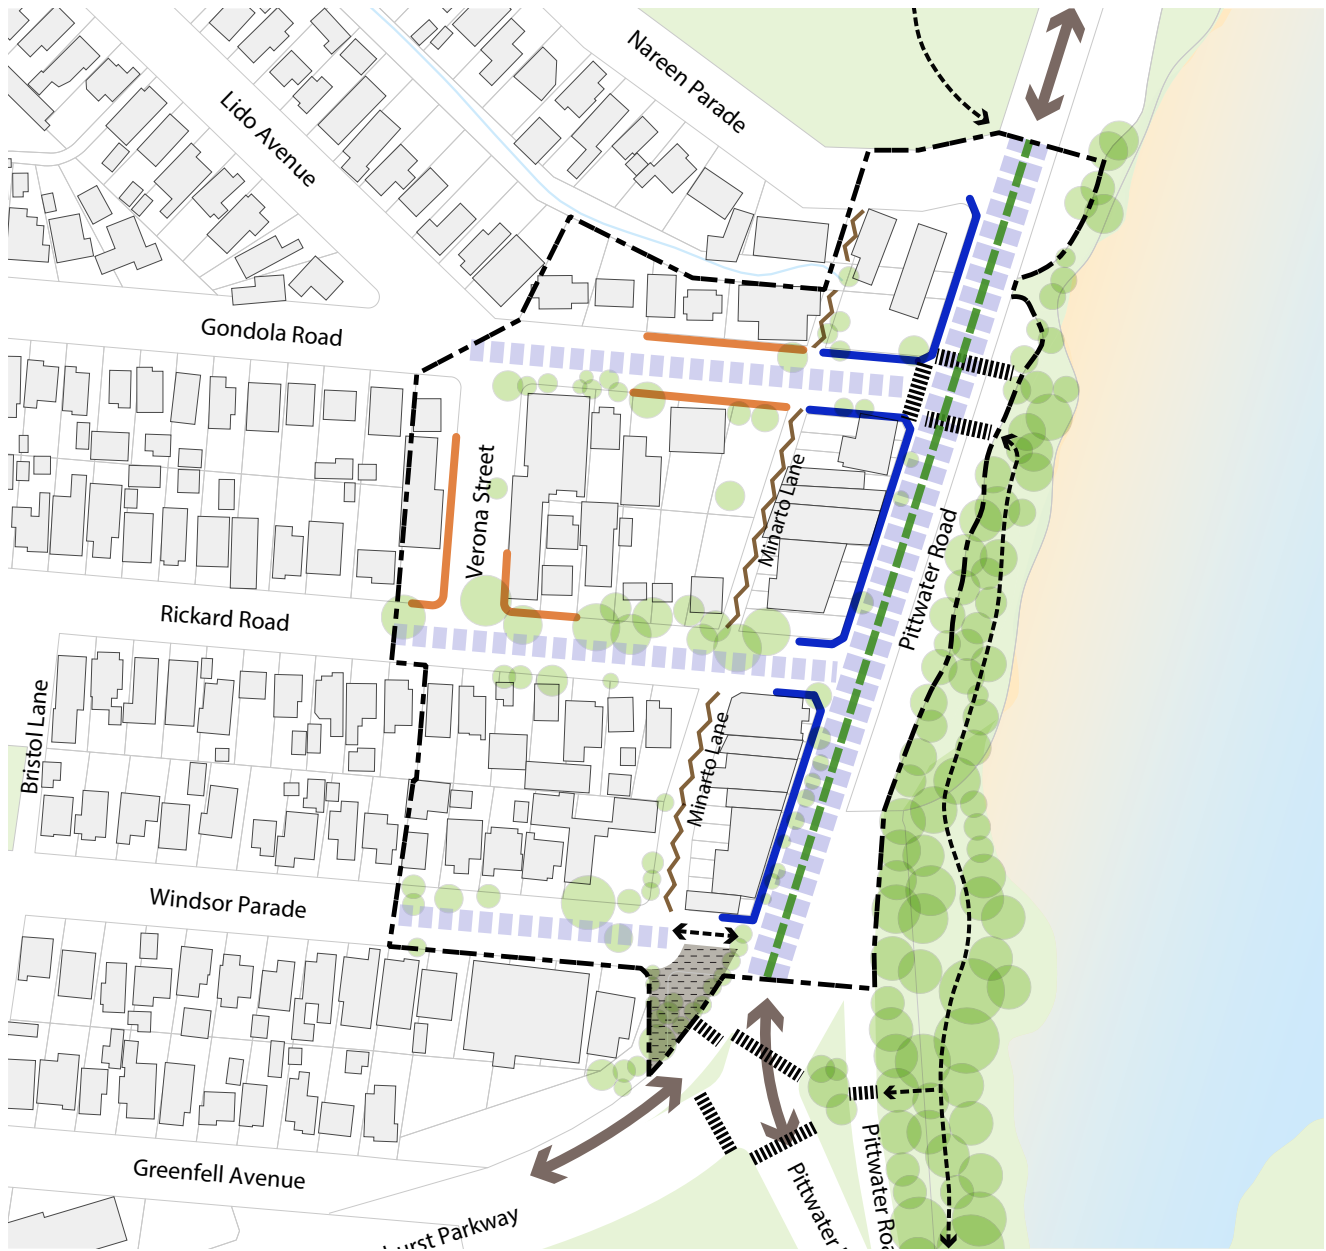 Nareen Parade
Lido Avenue
Gondola Road
Verona Street
Minarto Lane
Pittwater Road
Rickard Road
Bristol Lane
Minarto Lane
Windsor Parade
Greenfell Avenue
Pittwater
Pittwater Roa
hurst Parkway